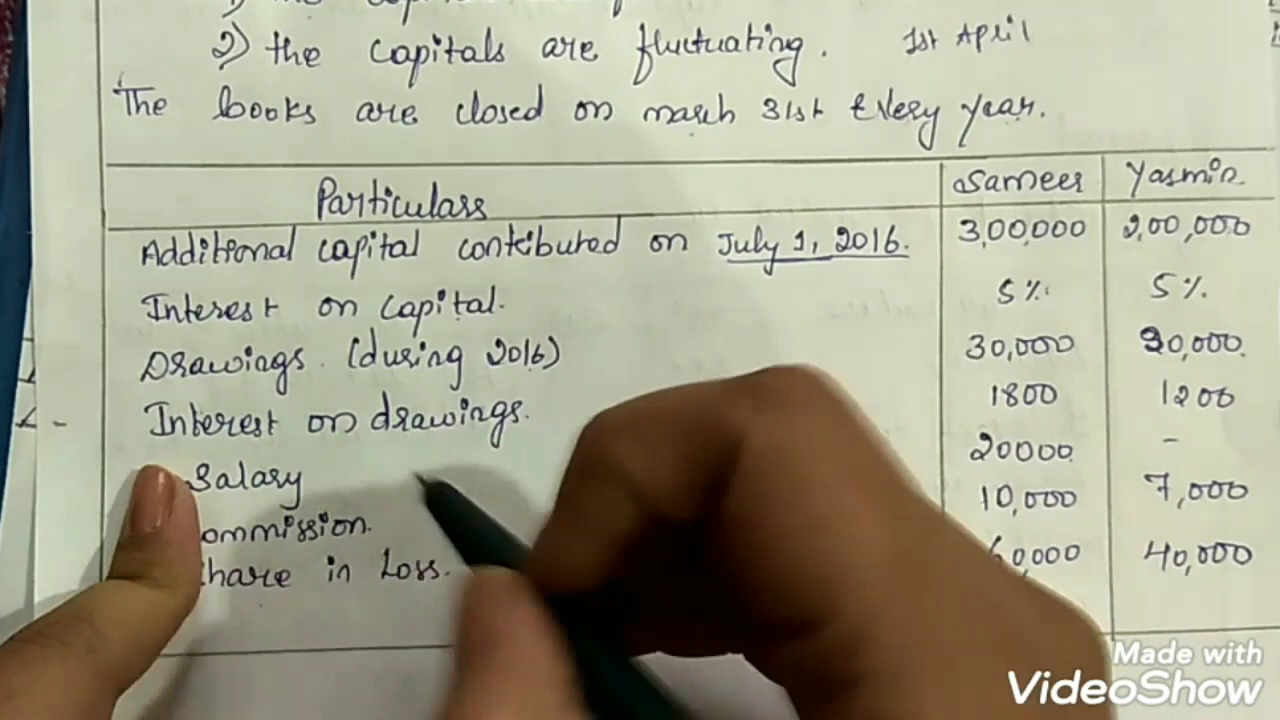 2) the capitals are fluctuating. 1st April
The books are closed on march 31st Every year.
Particulars Sameer Yasmin
Additional capital contributed on July 1, 2016. 3,00,000 2,00,000
Interest on capital. 5% 5%
Drawings. (during 2016) 30,000 20,000.
Interest on drawings. 1800 1200
Salary 20000 -
ommission. 10,000 7,000
hare in Loss. 60,000 40,000
Made with
VideoShow